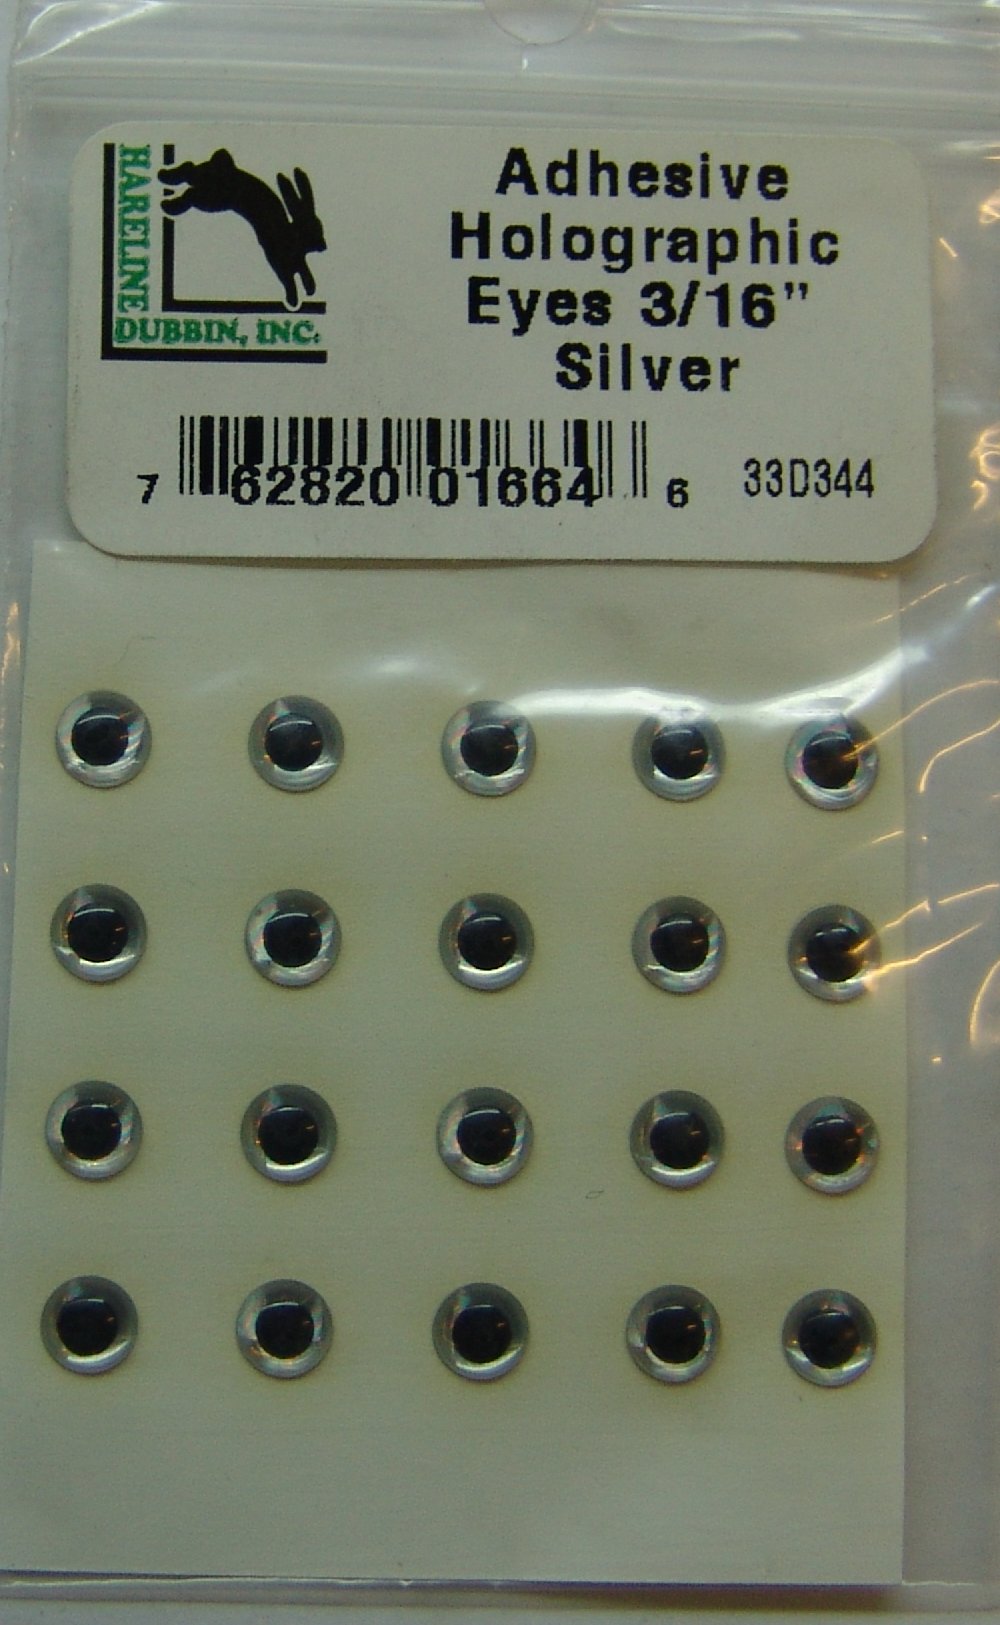 HARELINE
DUBBIN, INC.
Adhesive
Holographic
Eyes 3/16"
Silver
7 62820 01664 6
33D344